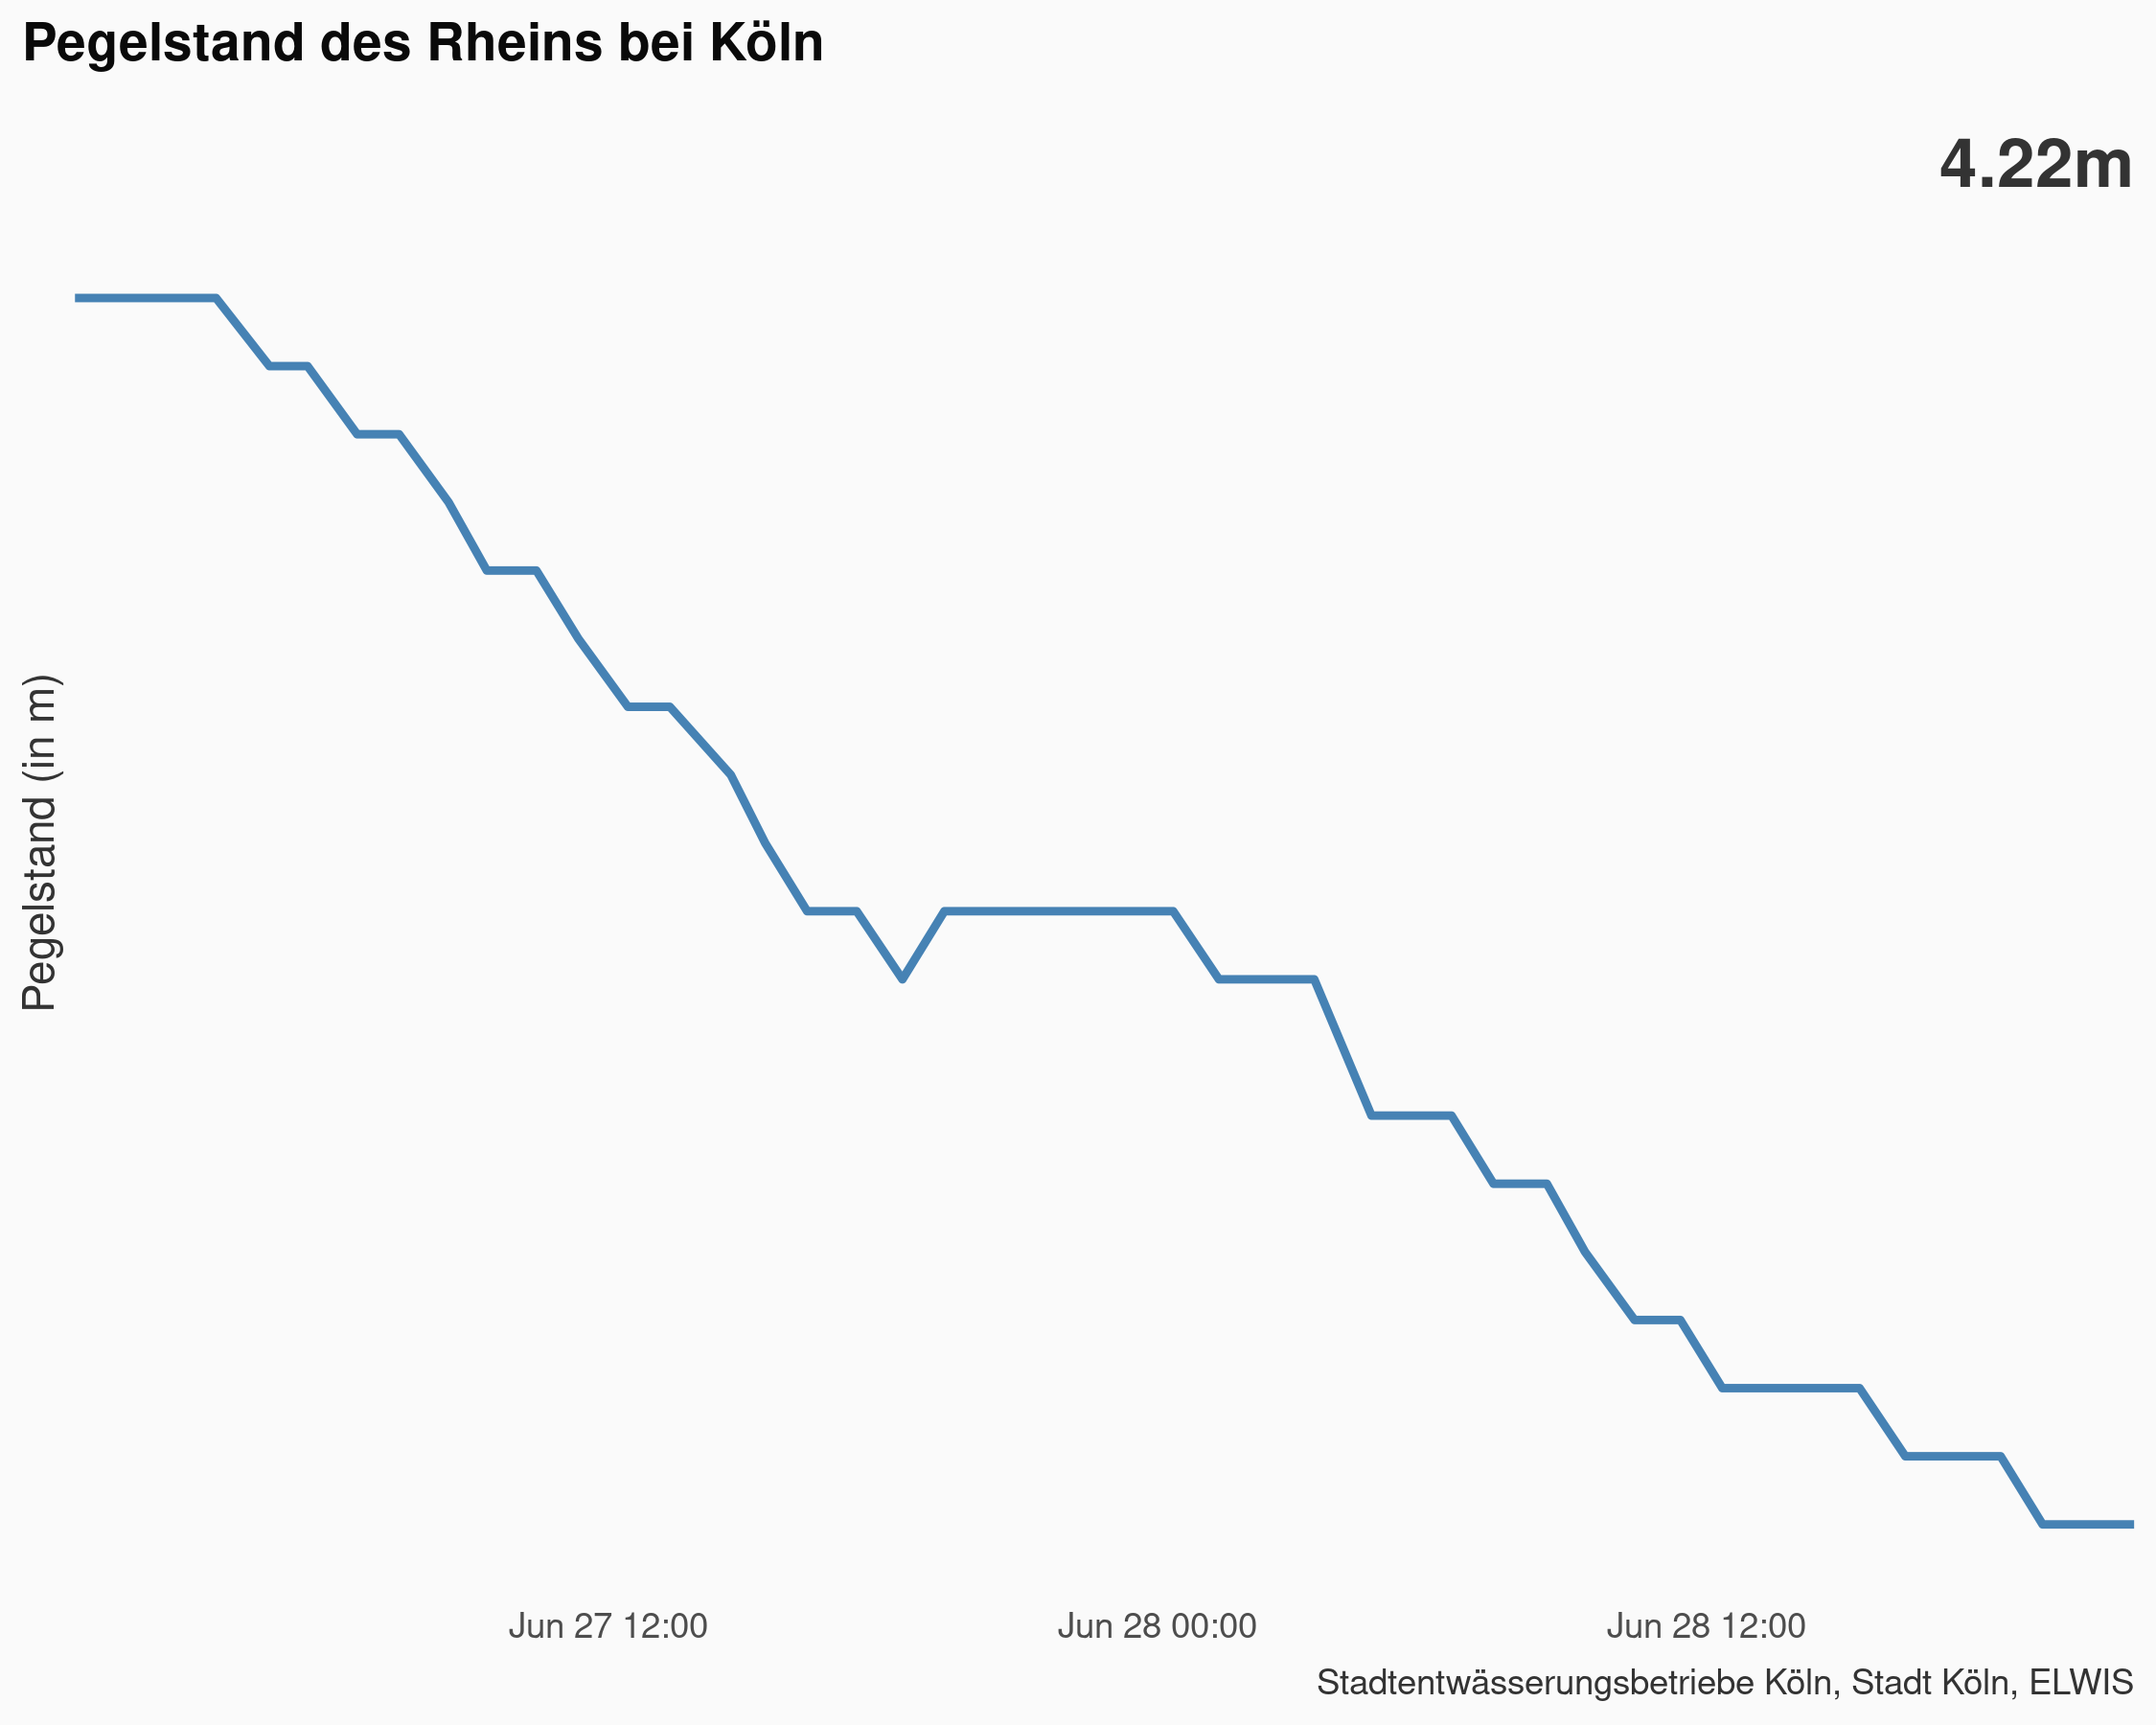 Pegelstand des Rheins bei Köln
4.22m
Pegelstand (in m)
Jun 27 12:00
Jun 28 00:00
Jun 28 12:00
Stadtentwässerungsbetriebe Köln, Stadt Köln, ELWIS